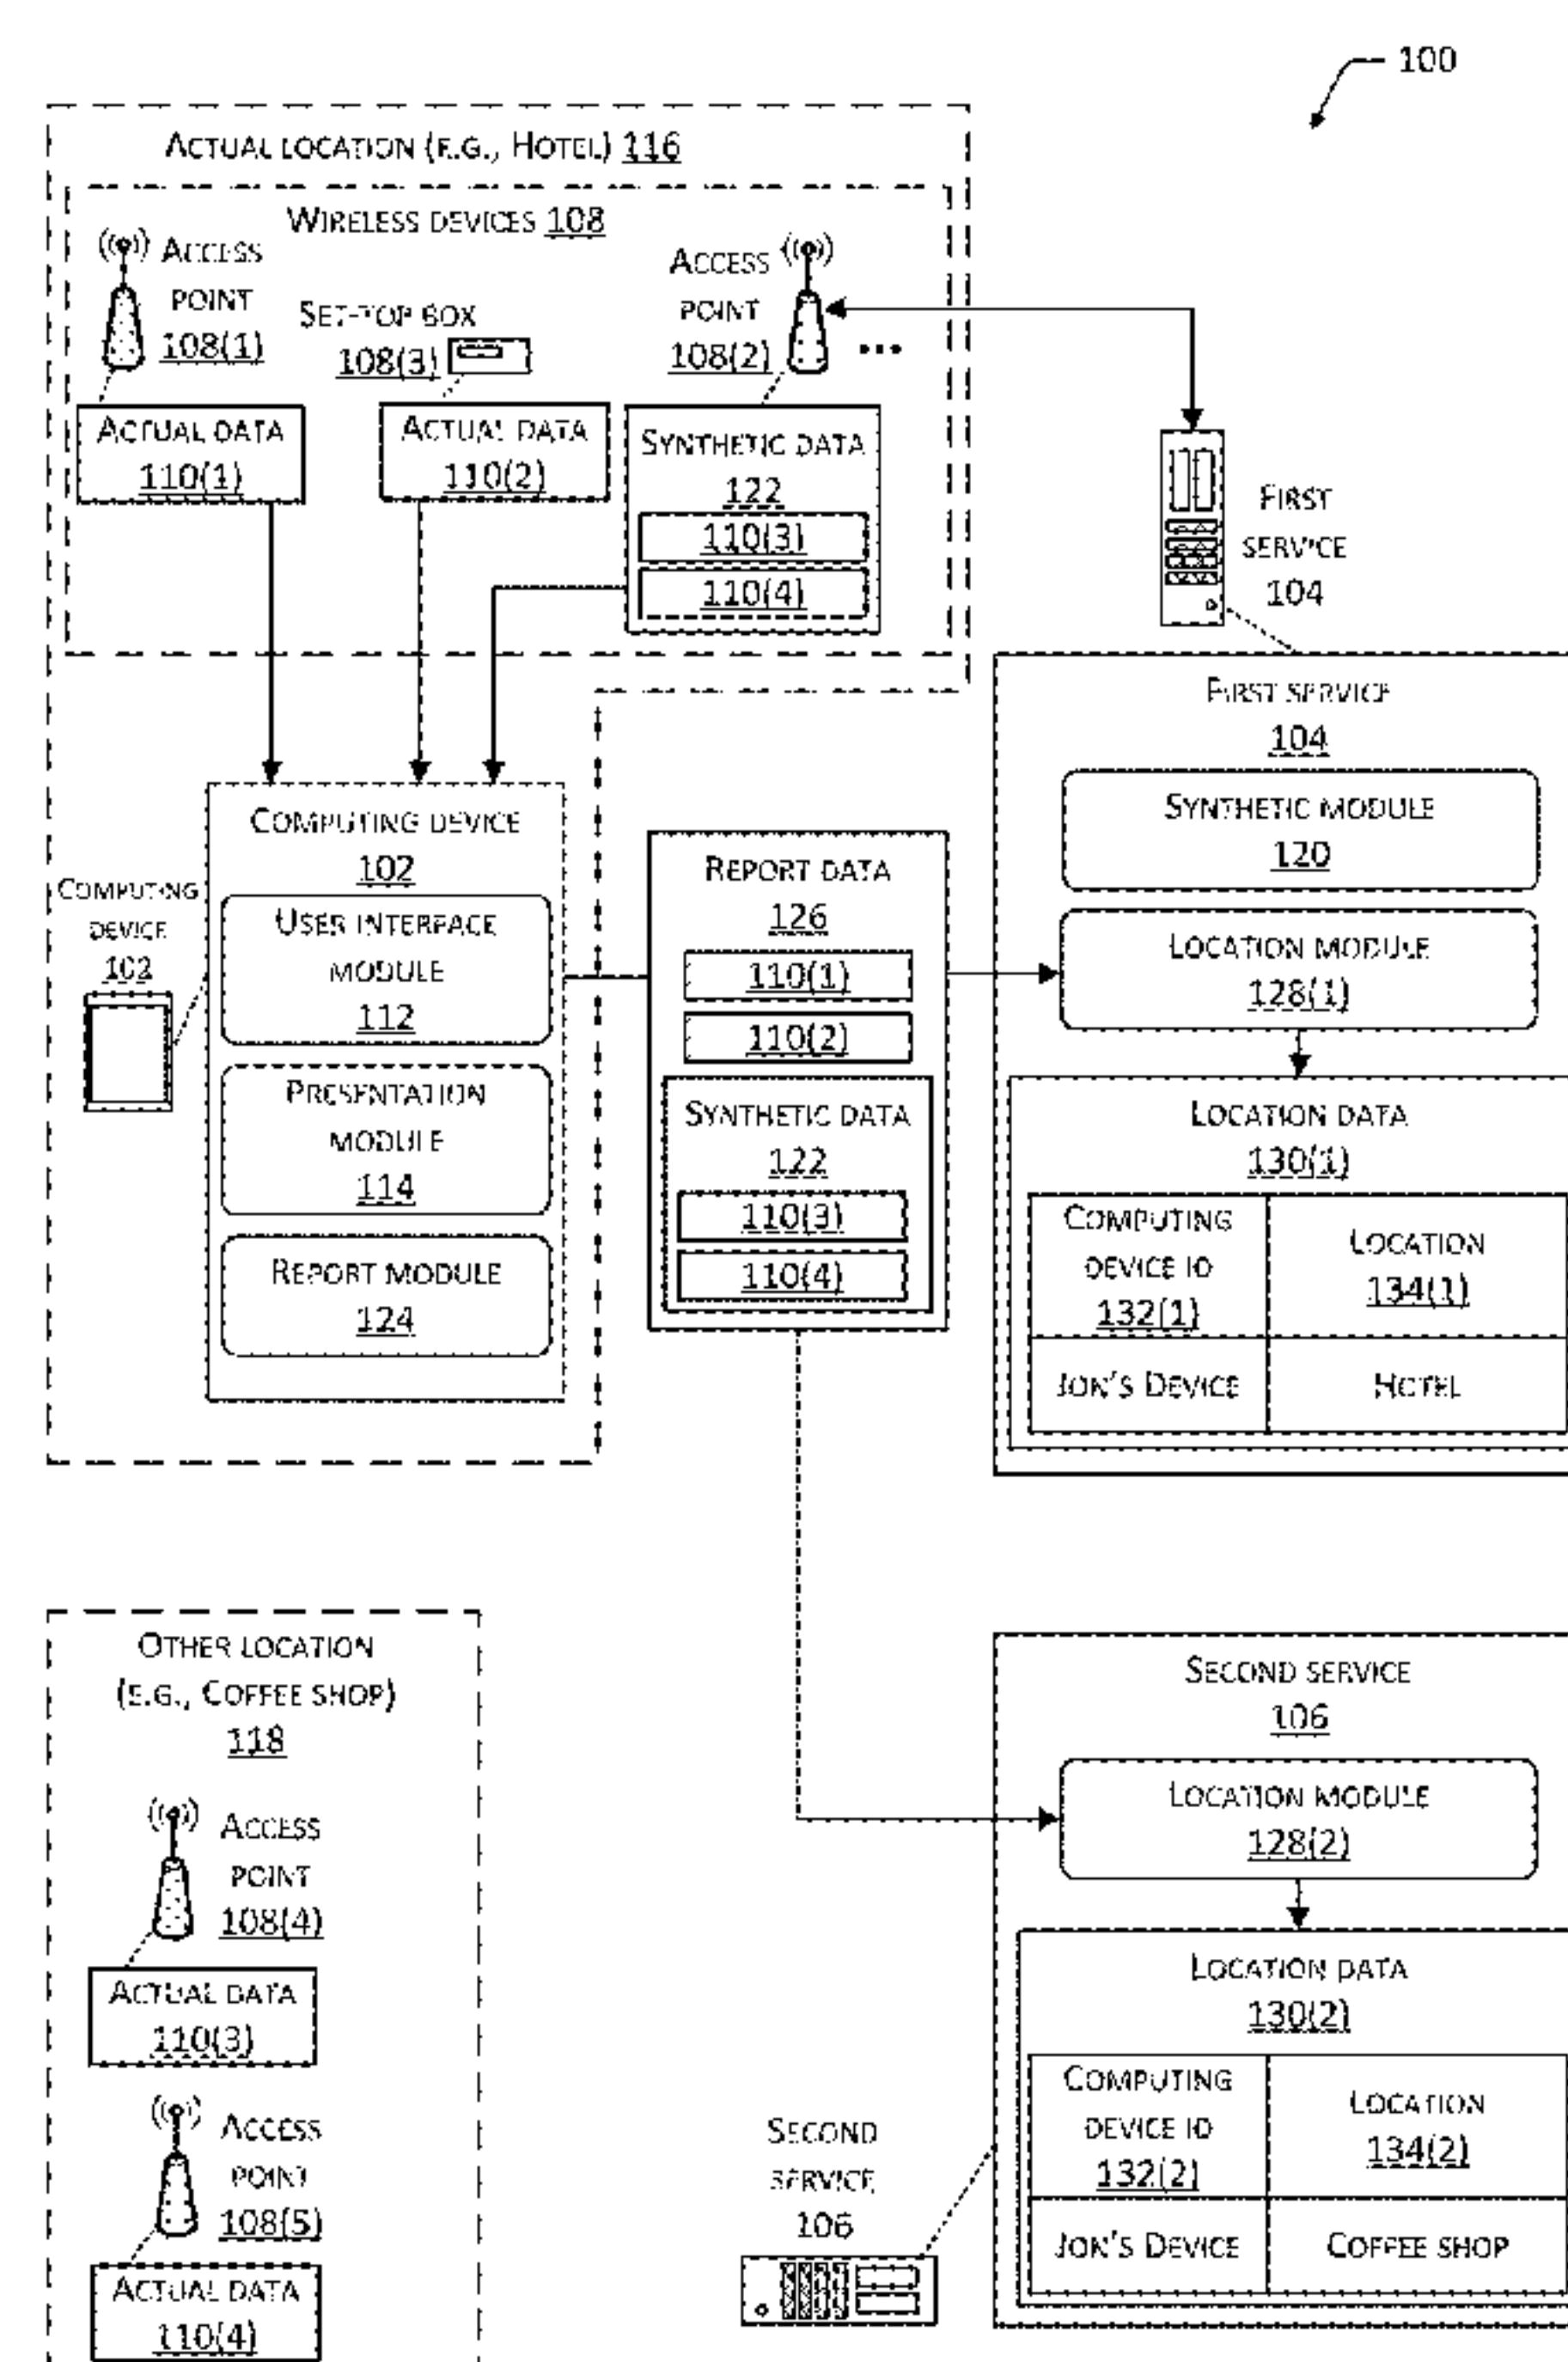 100
ACTUAL LOCATION (E.G., HOTEL) 116
WIRELESS DEVICES 108
ACCESS
POINT
108(1)
SET-TOP BOX
108(3)
ACCESS
POINT
108(2)
...
ACTUAL DATA
110(1)
ACTUAL DATA
110(2)
SYNTHETIC DATA
122
110(3)
110(4)
FIRST
SERVICE
104
COMPUTING
DEVICE
102
COMPUTING DEVICE
102
USER INTERFACE
MODULE
112
PRESENTATION
MODULE
114
REPORT MODULE
124
REPORT DATA
126
110(1)
110(2)
SYNTHETIC DATA
122
110(3)
110(4)
FIRST SERVICE
104
SYNTHETIC MODULE
120
LOCATION MODULE
128(1)
LOCATION DATA
130(1)
COMPUTING
DEVICE ID
132(1)
LOCATION
134(1)
JON'S DEVICE
HOTEL
OTHER LOCATION
(E.G., COFFEE SHOP)
118
ACCESS
POINT
108(4)
ACTUAL DATA
110(3)
ACCESS
POINT
108(5)
ACTUAL DATA
110(4)
SECOND
SERVICE
106
SECOND SERVICE
106
LOCATION MODULE
128(2)
LOCATION DATA
130(2)
COMPUTING
DEVICE ID
132(2)
LOCATION
134(2)
JON'S DEVICE
COFFEE SHOP